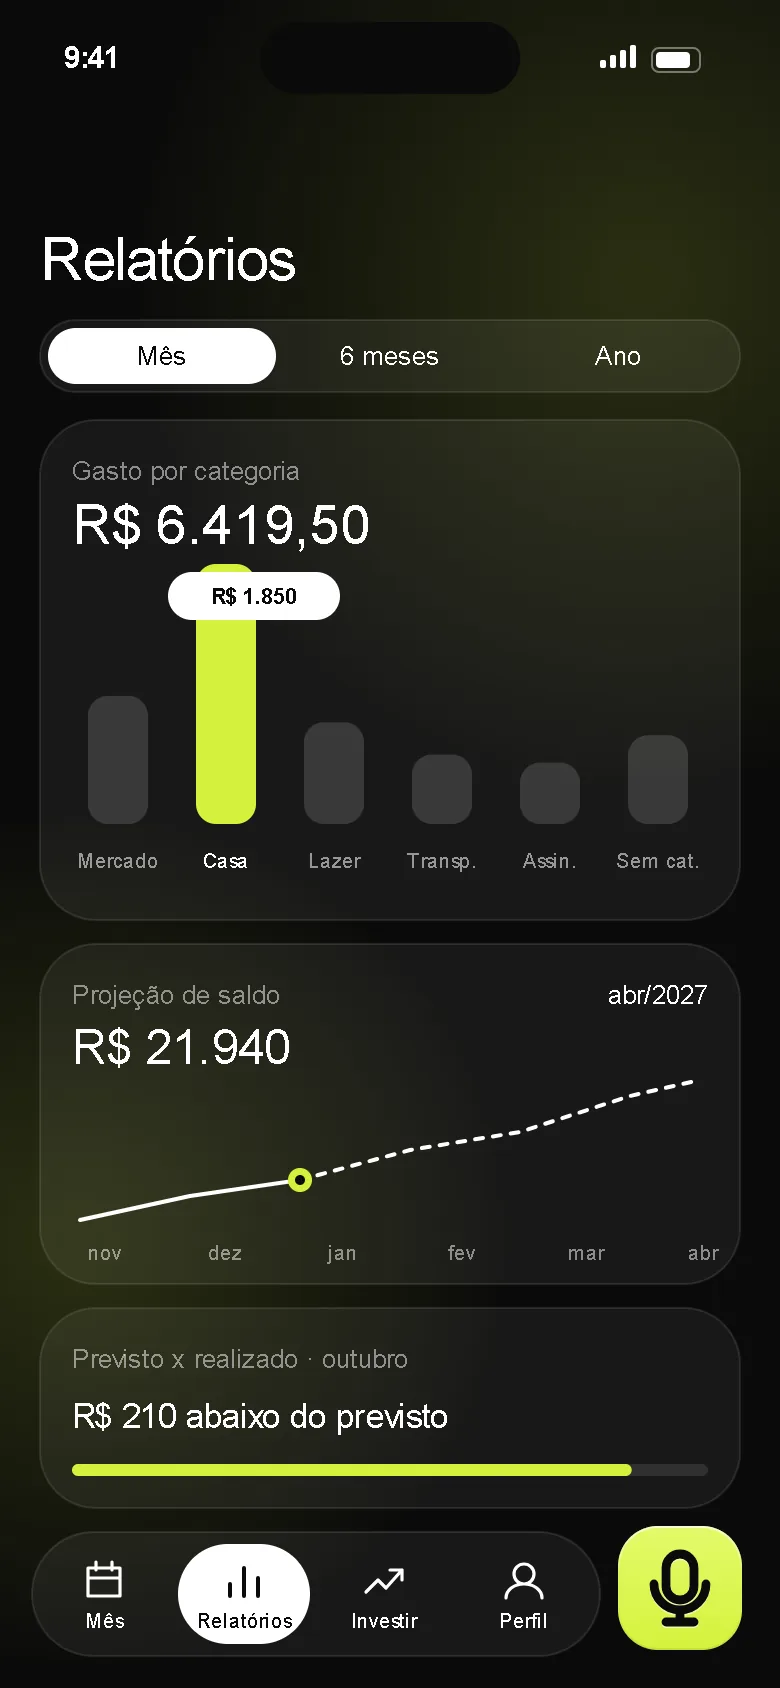 9:41
Relatórios
Mês 6 meses Ano
Gasto por categoria
R$ 6.419,50
R$ 1.850
Mercado Casa Lazer Transp. Assin. Sem cat.
Projeção de saldo abr/2027
R$ 21.940
nov dez jan fev mar abr
Previsto x realizado · outubro
R$ 210 abaixo do previsto
Mês Relatórios Investir Perfil